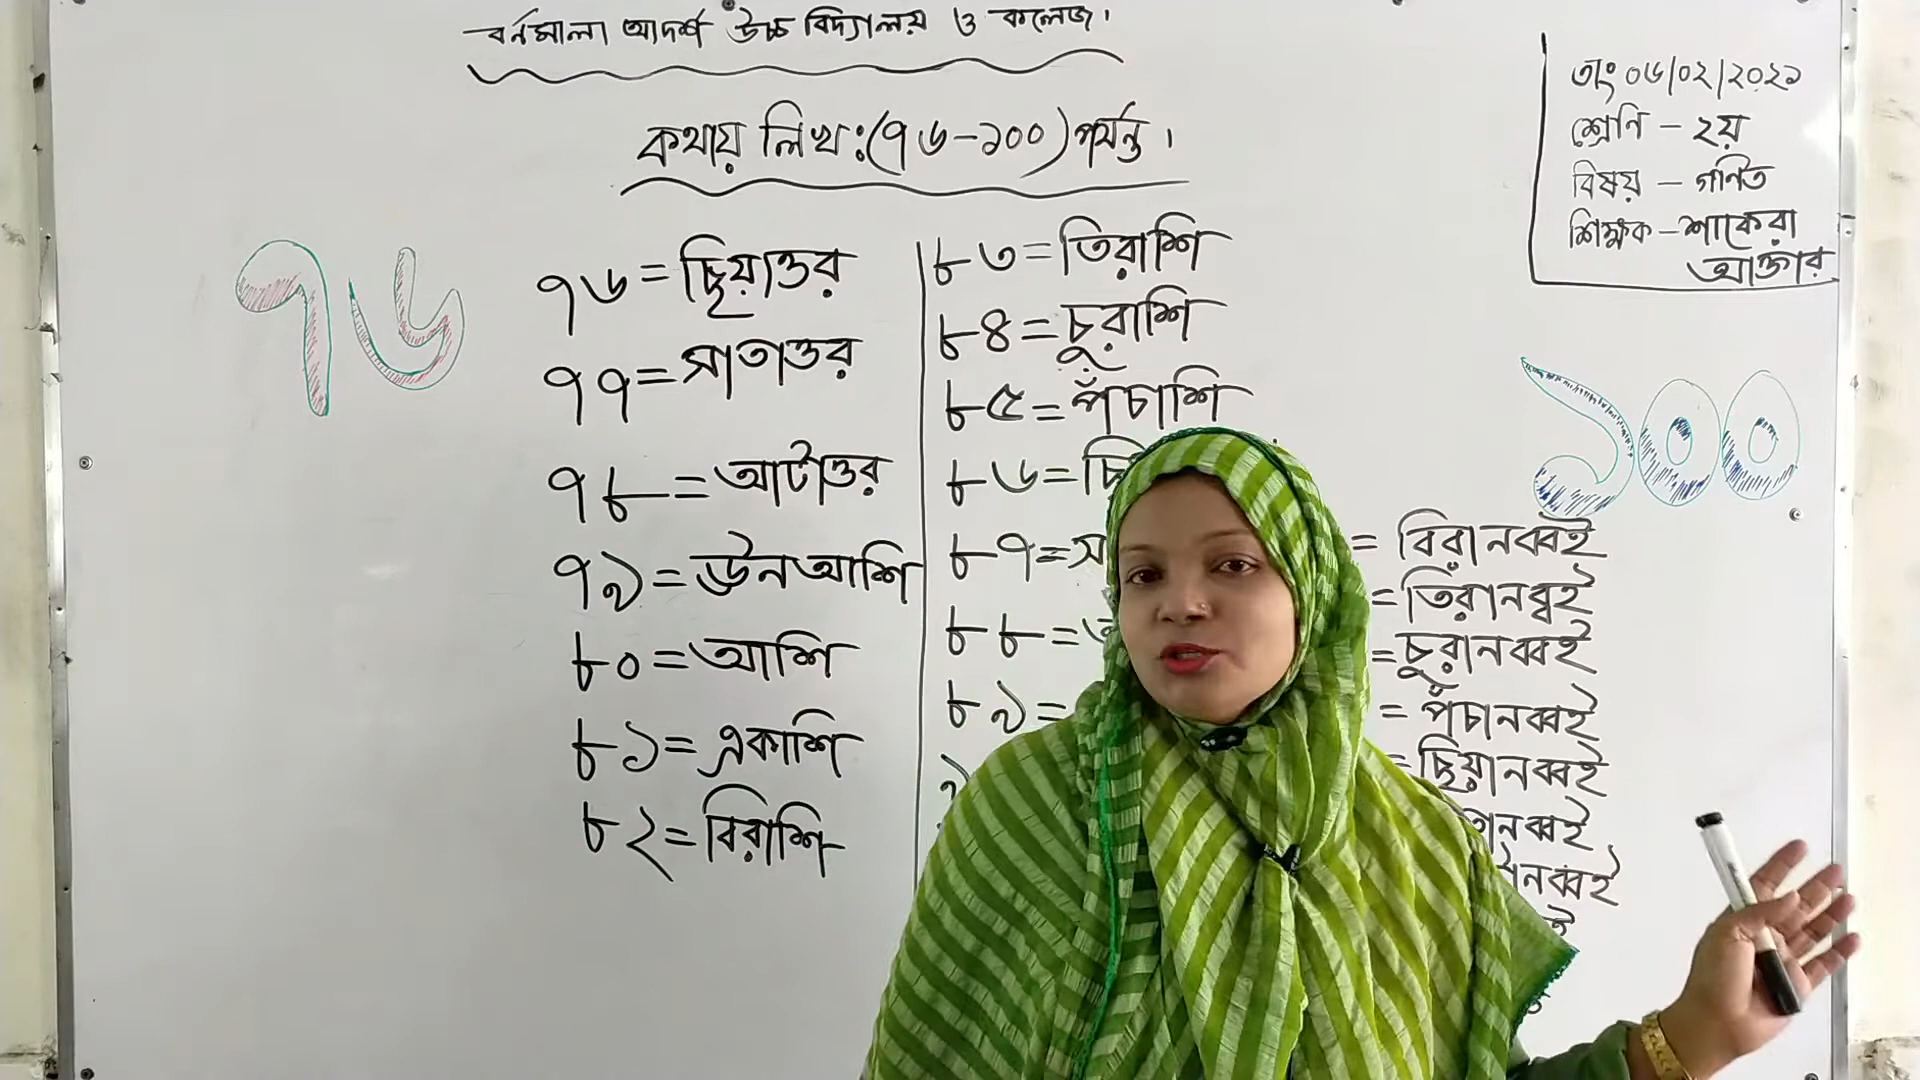 বর্নমালা আদর্শ উচ্চ বিদ্যালয় ও কলেজ।
কথায় লিখ:(৭৬-১০০) পর্যন্ত।
তাং ০৬/০২/২০২১
শ্রেনি - ২য়
বিষয় - গণিত
শিক্ষক - শাকেরা
আক্তার
৭৬
৭৬ = ছিয়াত্তর
৭৭ = সাতাত্তর
৭৮ = আটাত্তর
৭৯ = ঊনআশি
৮০ = আশি
৮১ = একাশি
৮২ = বিরাশি
৮৩ = তিরাশি
৮৪ = চুরাশি
৮৫ = পঁচাশি
৮৬ =
৮৭ =
৮৮ =
৮৯ =
১০০
= বিরানব্বই
= তিরানব্বই
= চুরানব্বই
= পঁচানব্বই
= ছিয়ানব্বই